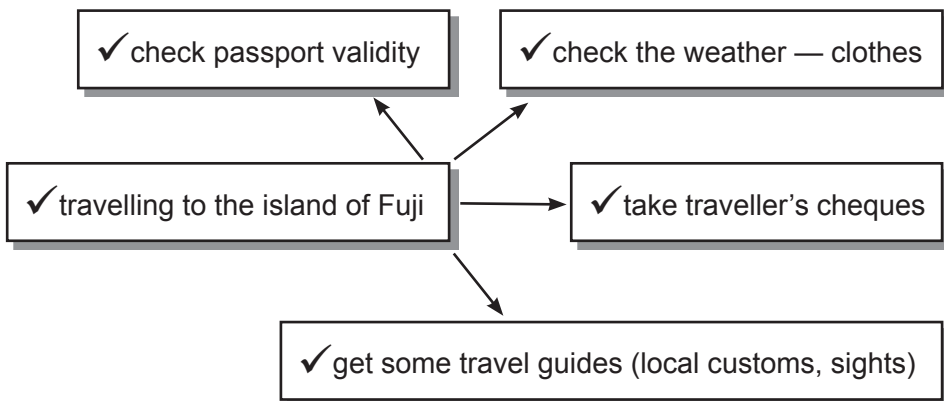 ✓ check passport validity
✓ check the weather — clothes
✓ travelling to the island of Fuji
✓ take traveller's cheques
✓ get some travel guides (local customs, sights)